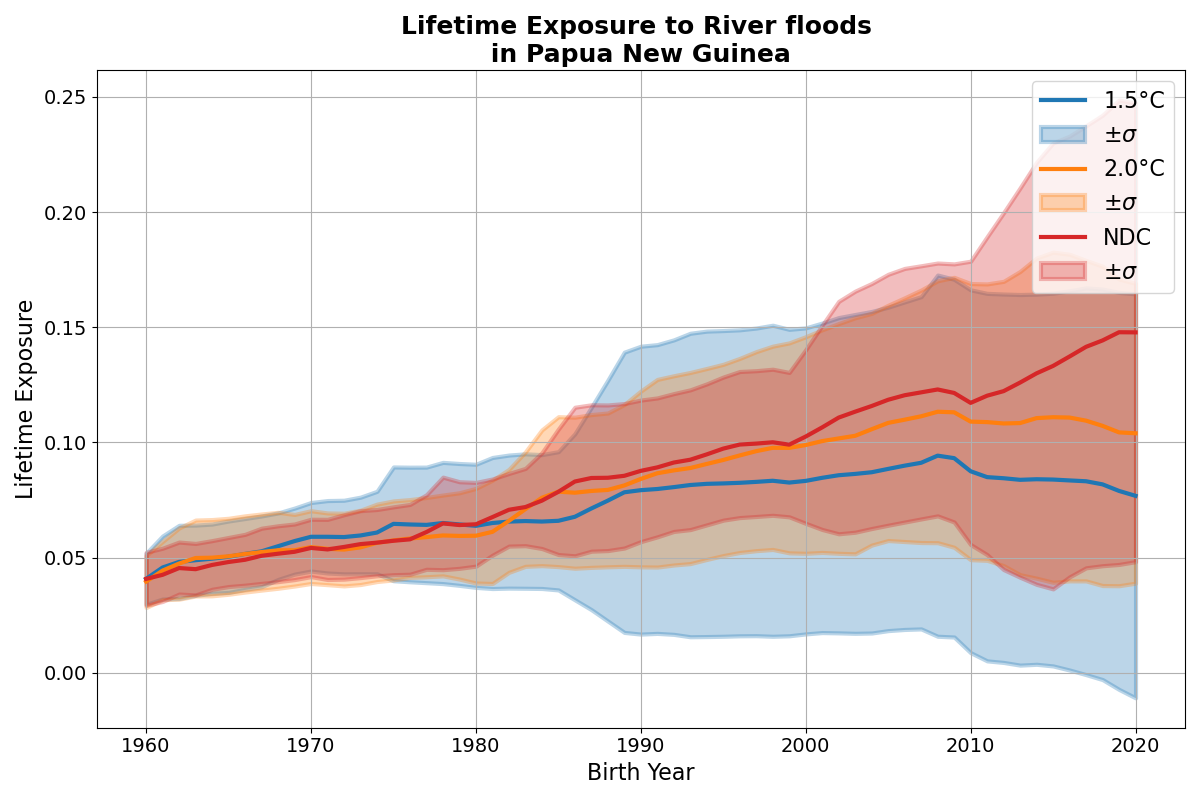 Lifetime Exposure to River floods
in Papua New Guinea
Lifetime Exposure
0.25
0.20
0.15
0.10
0.05
0.00
1960 1970 1980 1990 2000 2010 2020
Birth Year
1.5°C
±σ
2.0°C
±σ
NDC
±σ